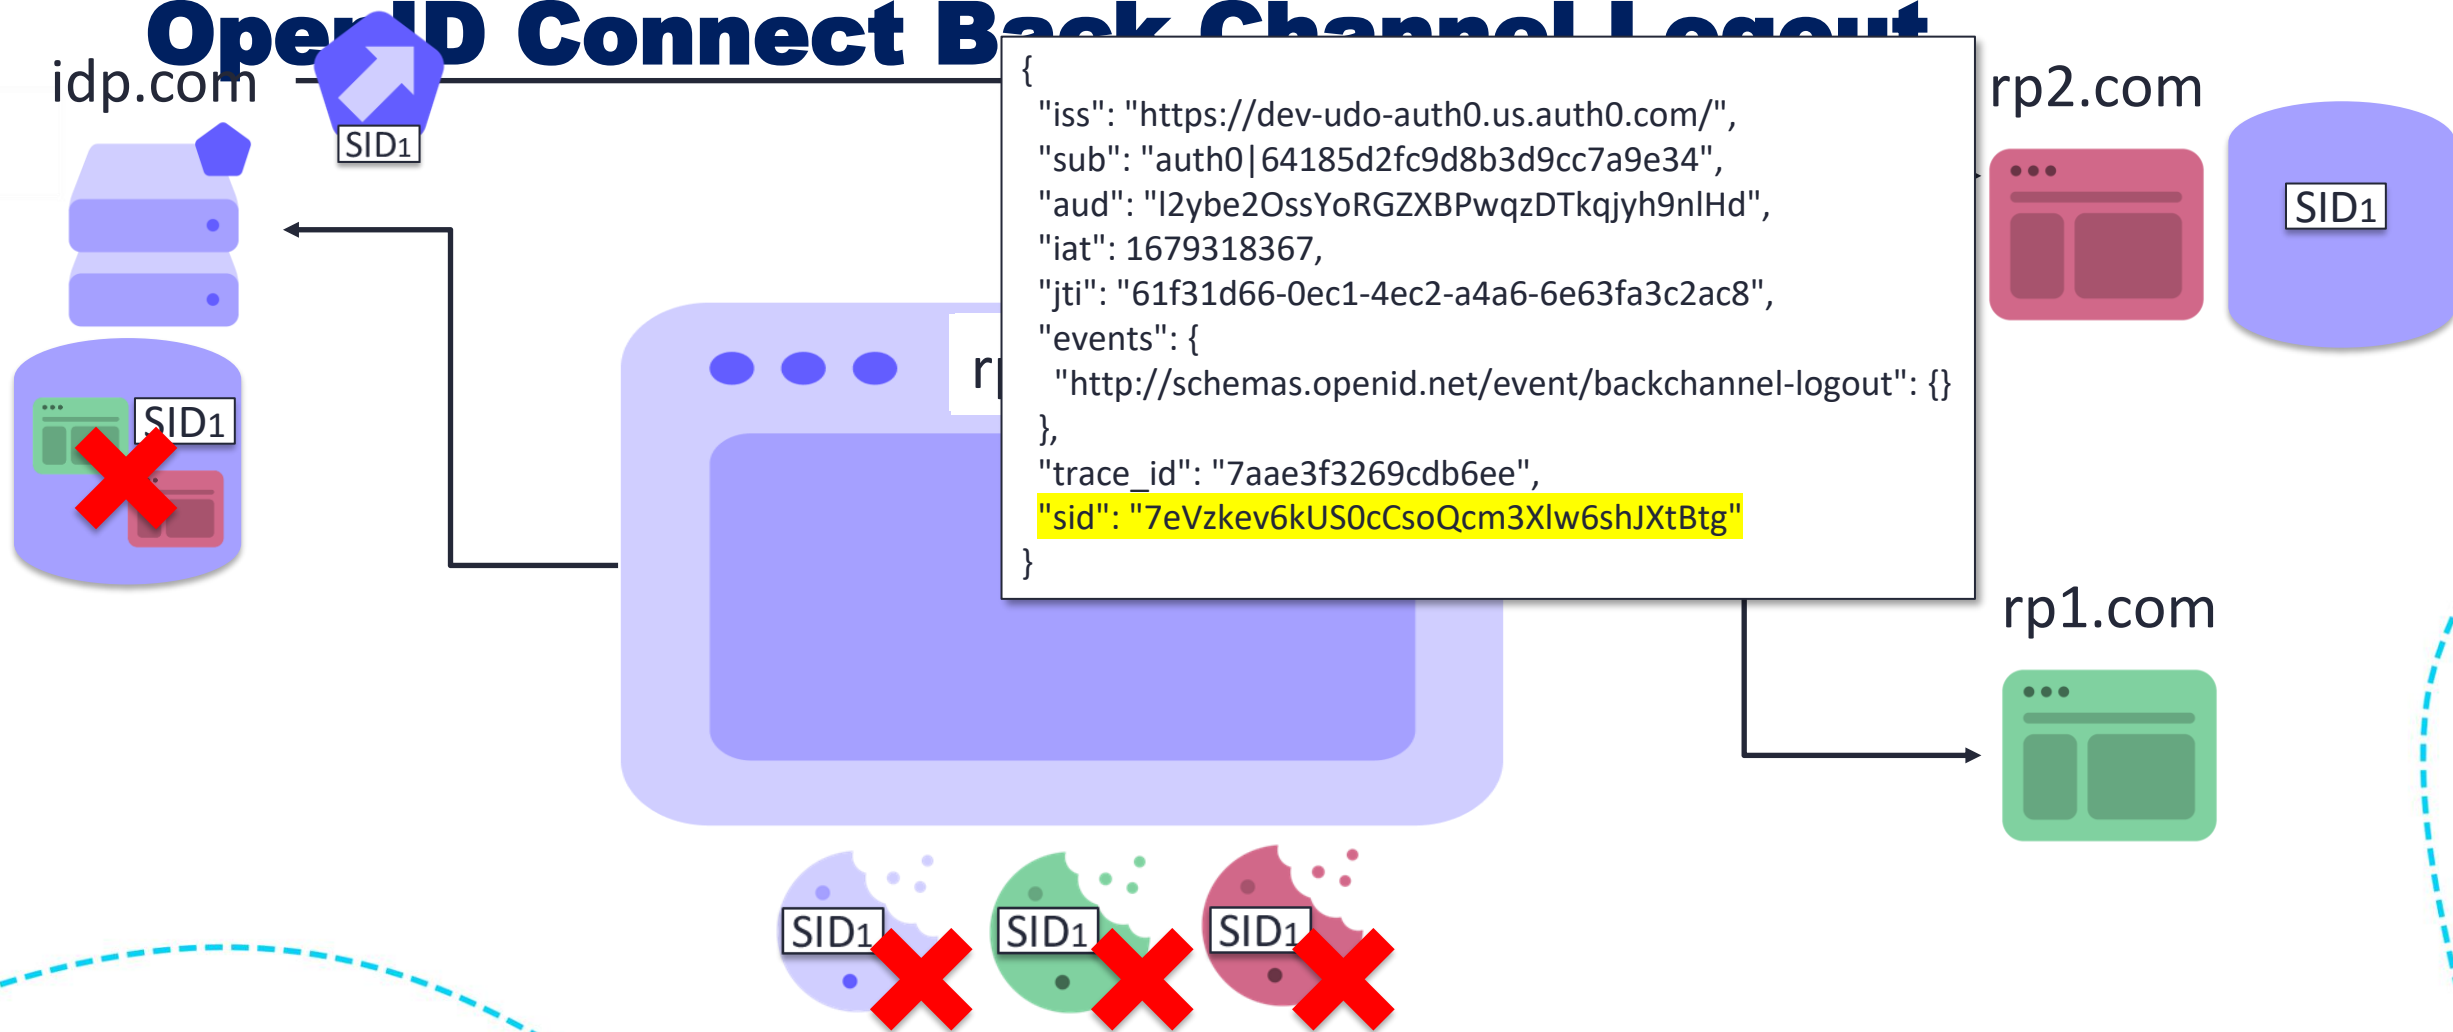 OpenID Connect Back Channel Logout
idp.com
SID1
{
"iss": "https://dev-udo-auth0.us.auth0.com/",
"sub": "auth0|64185d2fc9d8b3d9cc7a9e34",
"aud": "l2ybe2OssYoRGZXBPwqzDTkqjyh9nlHd",
"iat": 1679318367,
"jti": "61f31d66-0ec1-4ec2-a4a6-6e63fa3c2ac8",
"events": {
"http://schemas.openid.net/event/backchannel-logout": {}
},
"trace_id": "7aae3f3269cdb6ee",
"sid": "7eVzkev6kUS0cCsoQcm3Xlw6shJXtBtg"
}
rp2.com
SID1
SID1
rp1.com
SID1
SID1
SID1